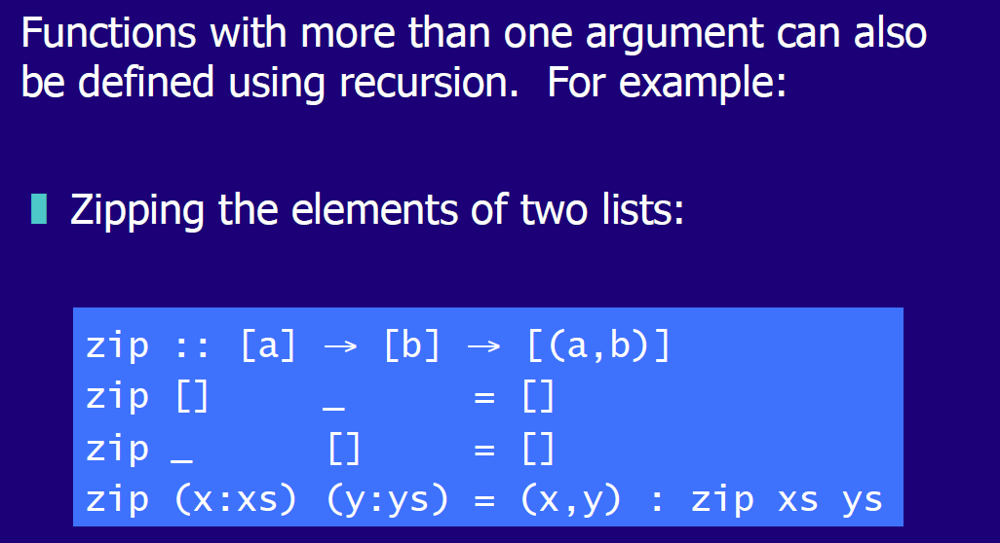 Functions with more than one argument can also
be defined using recursion.  For example:
Zipping the elements of two lists:
zip :: [a] → [b] → [(a,b)]
zip []     _      = []
zip _      []     = []
zip (x:xs) (y:ys) = (x,y) : zip xs ys